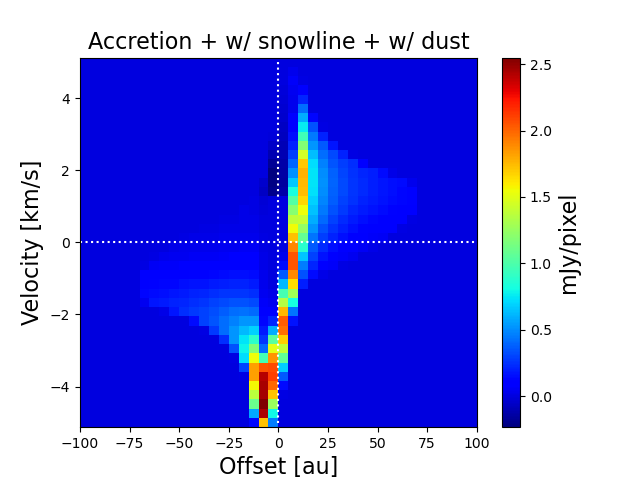 Accretion + w/ snowline + w/ dust
Velocity [km/s]
4
2
0
−2
−4
−100 −75 −50 −25 0 25 50 75 100
Offset [au]
2.5
2.0
1.5
1.0
0.5
0.0
mJy/pixel